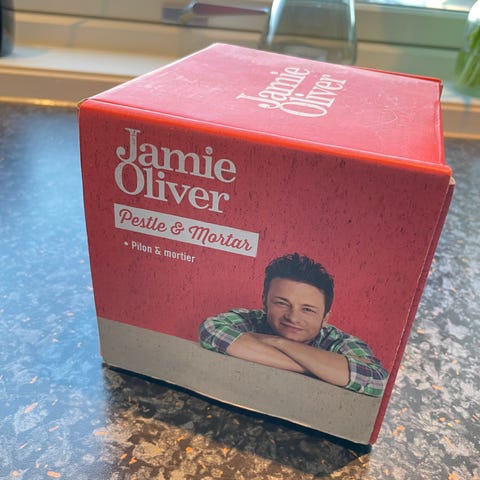 Jamie
Oliver
Jamie
Oliver
Pestle & Mortar
• Pilon & mortier